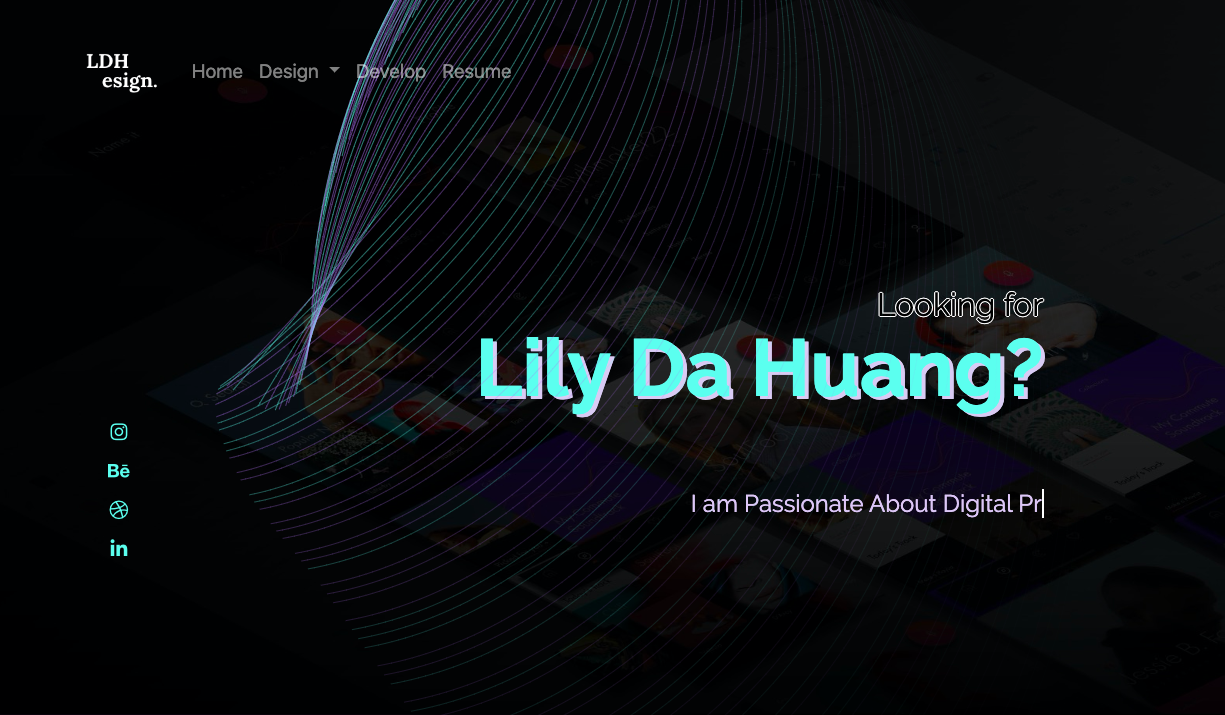 LDH
esign.
Home Design Develop Resume
Looking for
Lily Da Huang?
Bē
in
I am Passionate About Digital Pr